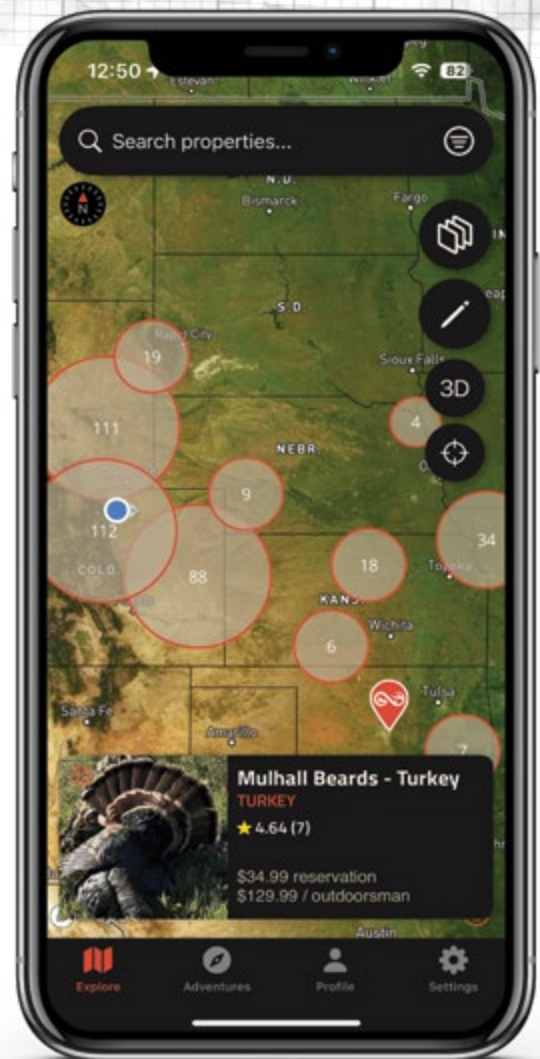 12:50
82
Estevan
Winkler
Search properties...
N
N.D.
Bismarck
Fargo
S.D.
Rapid City
19
Sioux Falls
3D
111
4
NEBR.
9
112
COLO.
88
18
34
Topeka
KANS.
Wichita
6
Tulsa
Santa Fe
Amarillo
7
Mulhall Beards - Turkey
TURKEY
4.64 (7)
$34.99 reservation
$129.99 / outdoorsman
Austin
Explore
Adventures
Profile
Settings